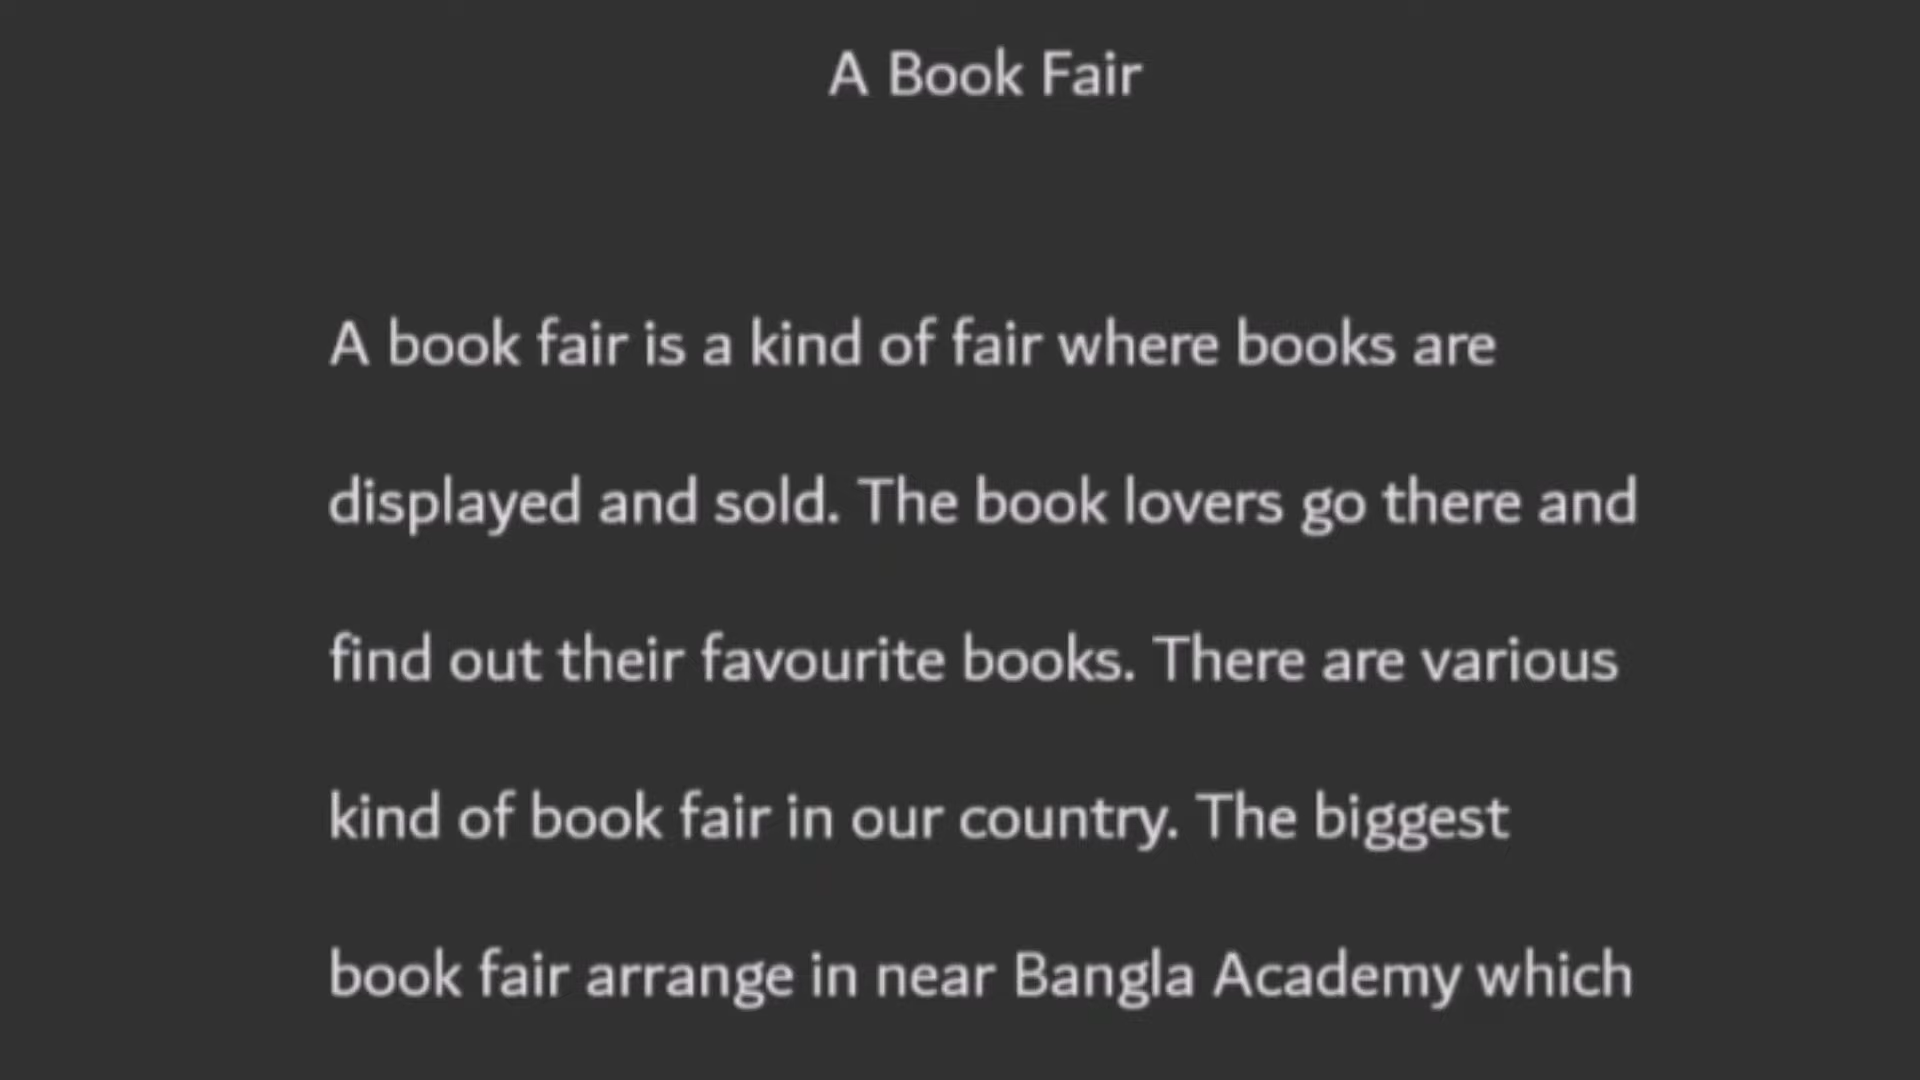 A Book Fair
A book fair is a kind of fair where books are
displayed and sold. The book lovers go there and
find out their favourite books. There are various
kind of book fair in our country. The biggest
book fair arrange in near Bangla Academy which